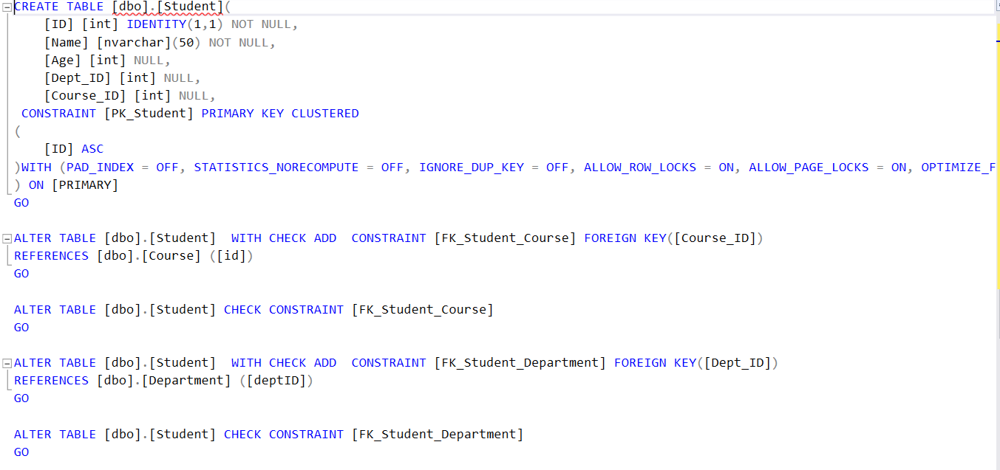 CREATE TABLE [dbo].[Student](
    [ID] [int] IDENTITY(1,1) NOT NULL,
    [Name] [nvarchar](50) NOT NULL,
    [Age] [int] NULL,
    [Dept_ID] [int] NULL,
    [Course_ID] [int] NULL,
 CONSTRAINT [PK_Student] PRIMARY KEY CLUSTERED
(
    [ID] ASC
)WITH (PAD_INDEX = OFF, STATISTICS_NORECOMPUTE = OFF, IGNORE_DUP_KEY = OFF, ALLOW_ROW_LOCKS = ON, ALLOW_PAGE_LOCKS = ON, OPTIMIZE_F
) ON [PRIMARY]
GO
ALTER TABLE [dbo].[Student]  WITH CHECK ADD  CONSTRAINT [FK_Student_Course] FOREIGN KEY([Course_ID])
REFERENCES [dbo].[Course] ([id])
GO
ALTER TABLE [dbo].[Student] CHECK CONSTRAINT [FK_Student_Course]
GO
ALTER TABLE [dbo].[Student]  WITH CHECK ADD  CONSTRAINT [FK_Student_Department] FOREIGN KEY([Dept_ID])
REFERENCES [dbo].[Department] ([deptID])
GO
ALTER TABLE [dbo].[Student] CHECK CONSTRAINT [FK_Student_Department]
GO